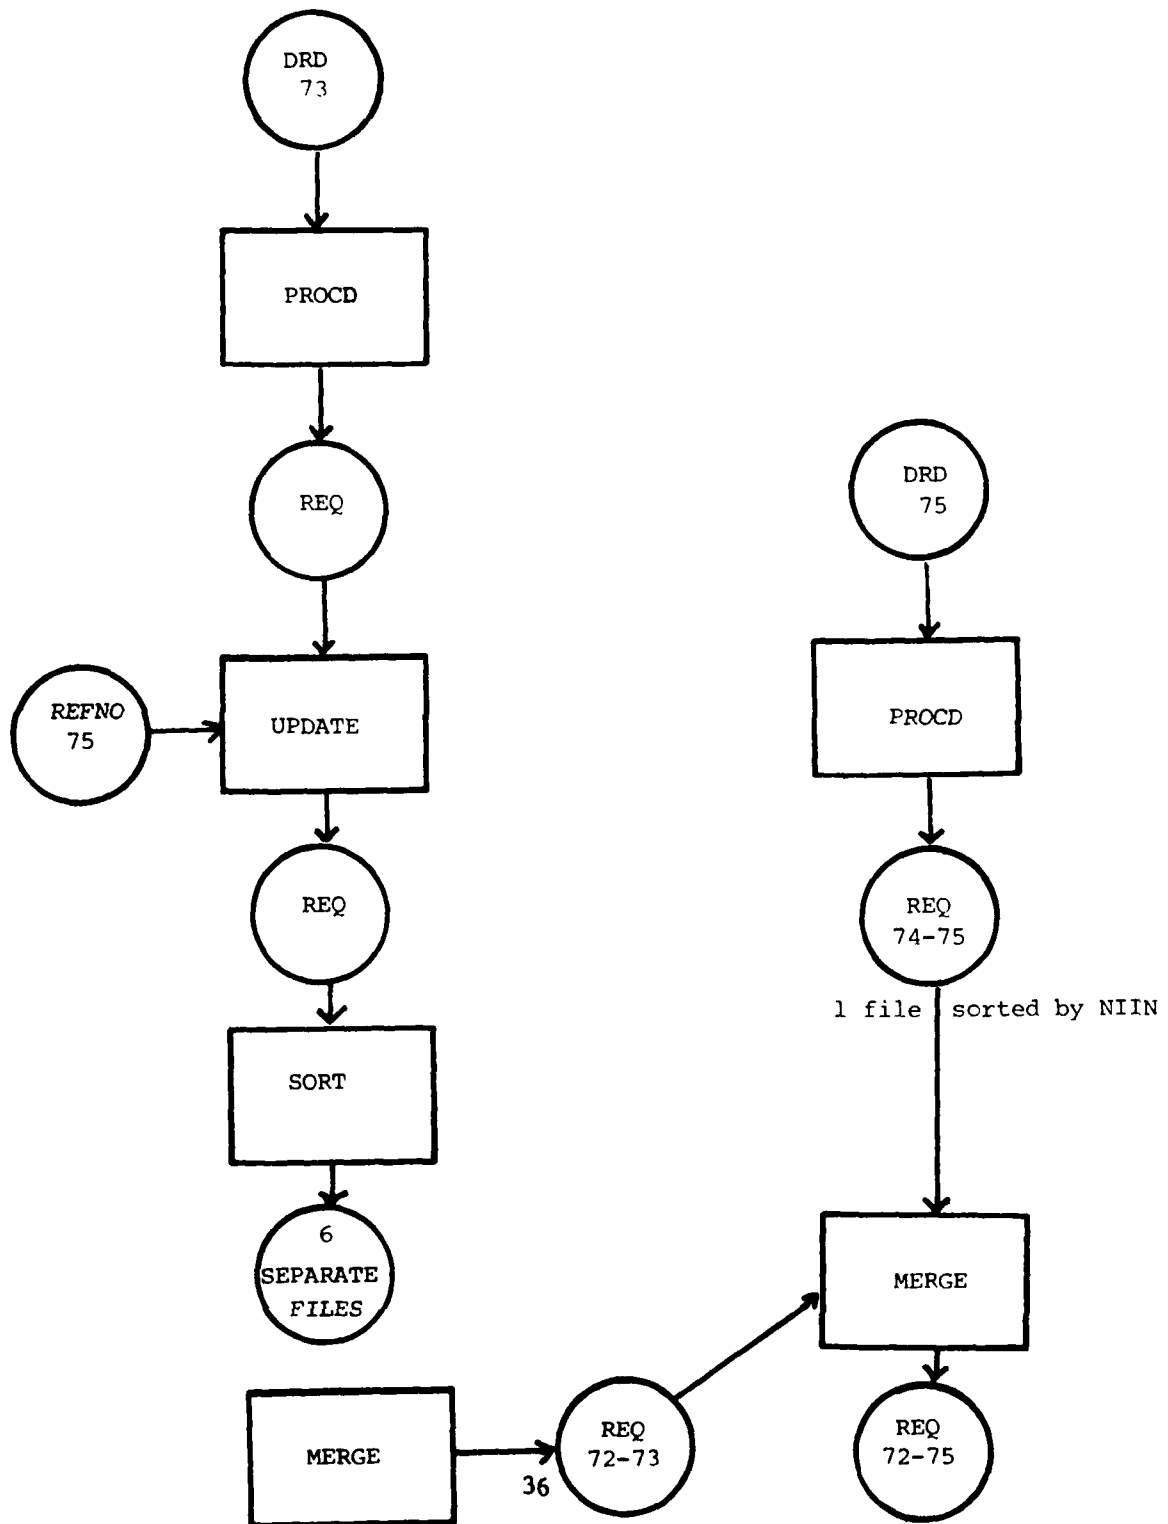 DRD
73
PROCD
REQ
REFNO
75
UPDATE
REQ
SORT
6
SEPARATE
FILES
MERGE
36
REQ
72-73
DRD
75
PROCD
REQ
74-75
1 file sorted by NIIN
MERGE
REQ
72-75